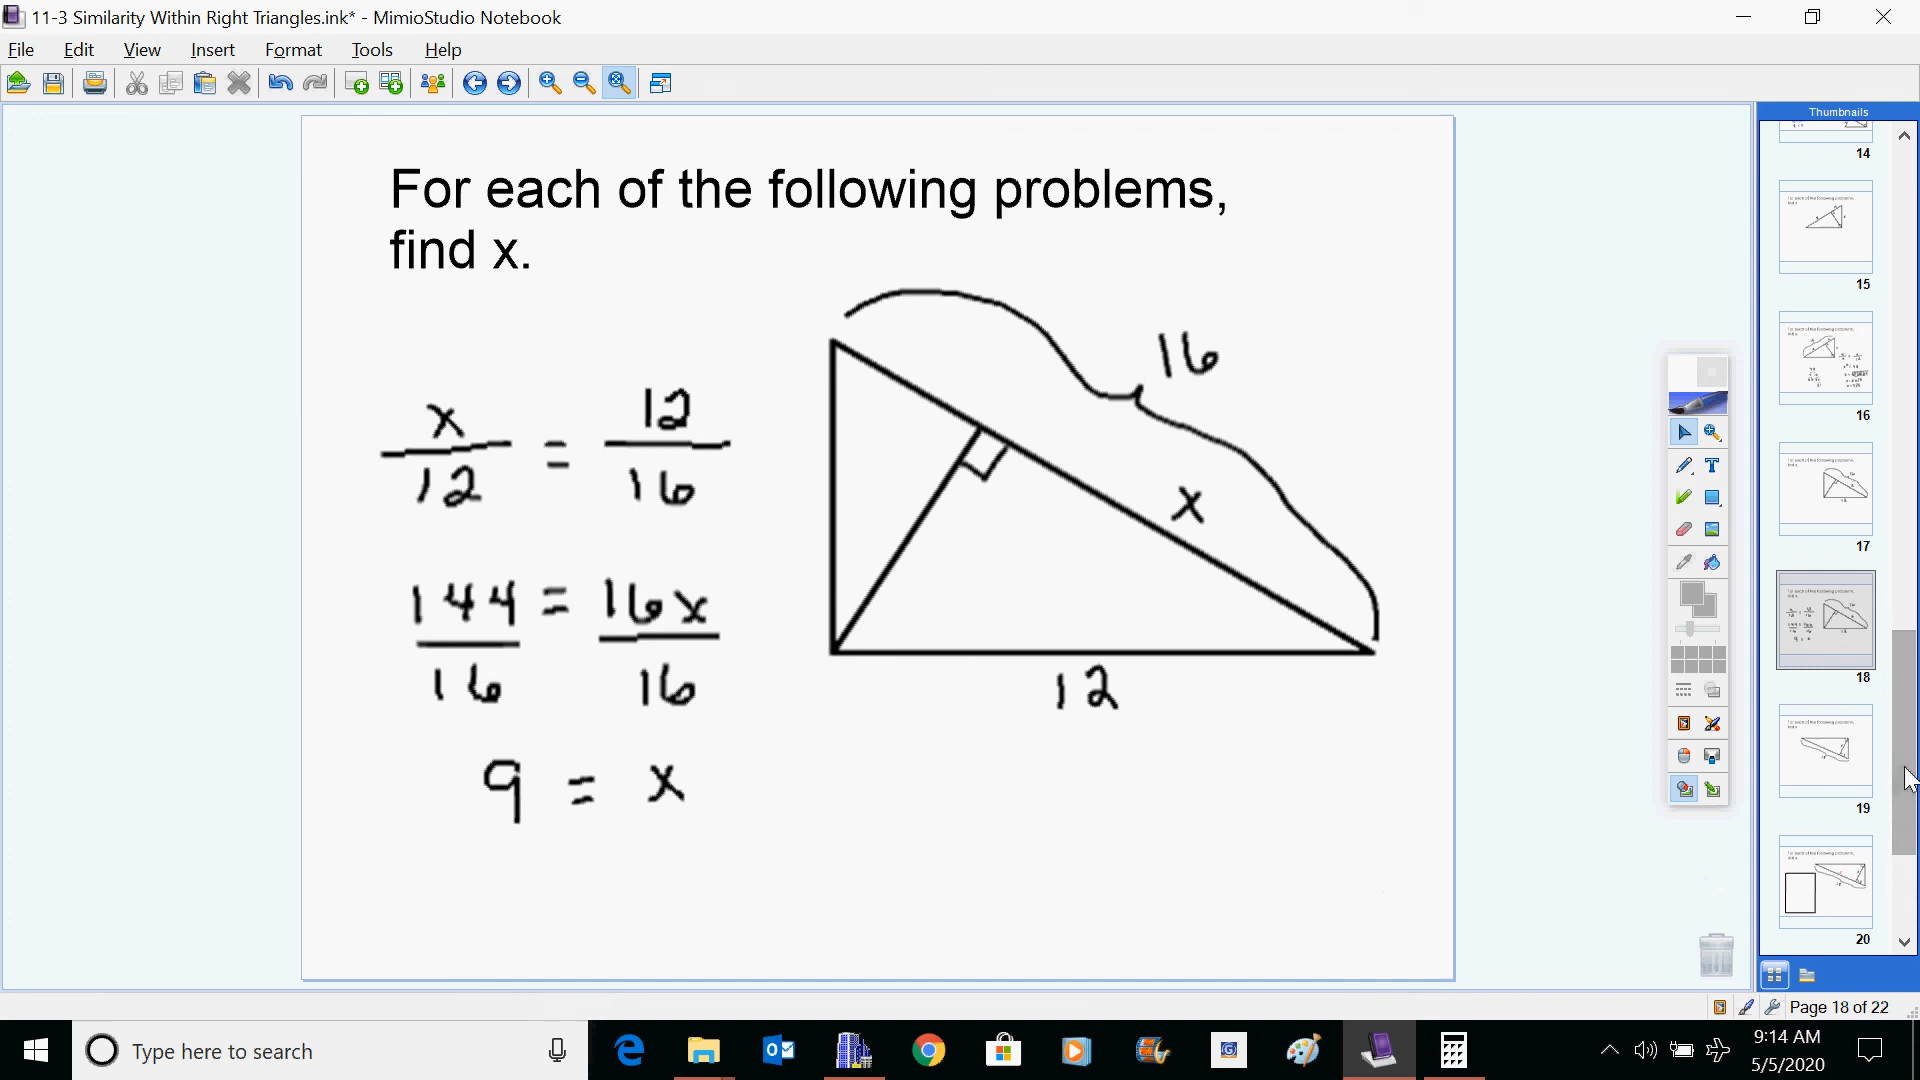 11-3 Similarity Within Right Triangles.ink* - MimioStudio Notebook
File Edit View Insert Format Tools Help
Thumbnails
For each of the following problems,
find x.
x/12 = 12/16
144/16 = 16x/16
9 = x
16
x
12
14
15
16
17
18
19
20
Page 18 of 22
Type here to search
9:14 AM
5/5/2020